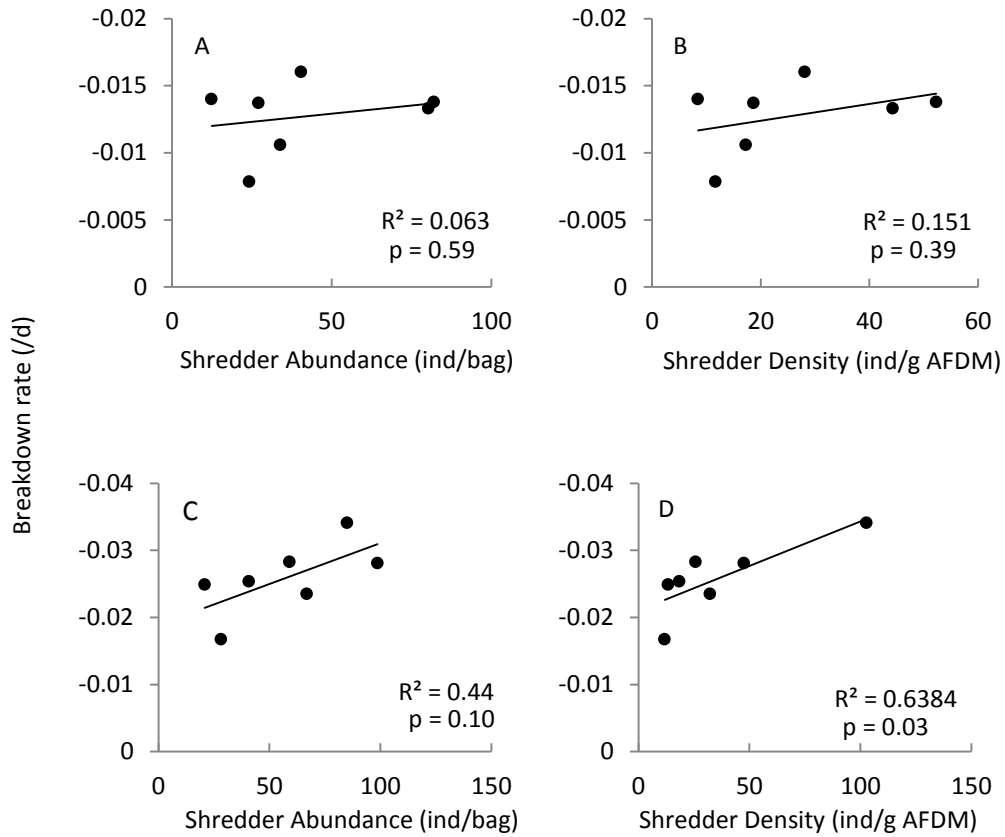 Breakdown rate (/d)
A
-0.02
-0.015
-0.01
-0.005
0
R² = 0.063
p = 0.59
0 50 100
Shredder Abundance (ind/bag)
B
-0.02
-0.015
-0.01
-0.005
0
R² = 0.151
p = 0.39
0 20 40 60
Shredder Density (ind/g AFDM)
C
-0.04
-0.03
-0.02
-0.01
0
R² = 0.44
p = 0.10
0 50 100 150
Shredder Abundance (ind/bag)
D
-0.04
-0.03
-0.02
-0.01
0
R² = 0.6384
p = 0.03
0 50 100 150
Shredder Density (ind/g AFDM)